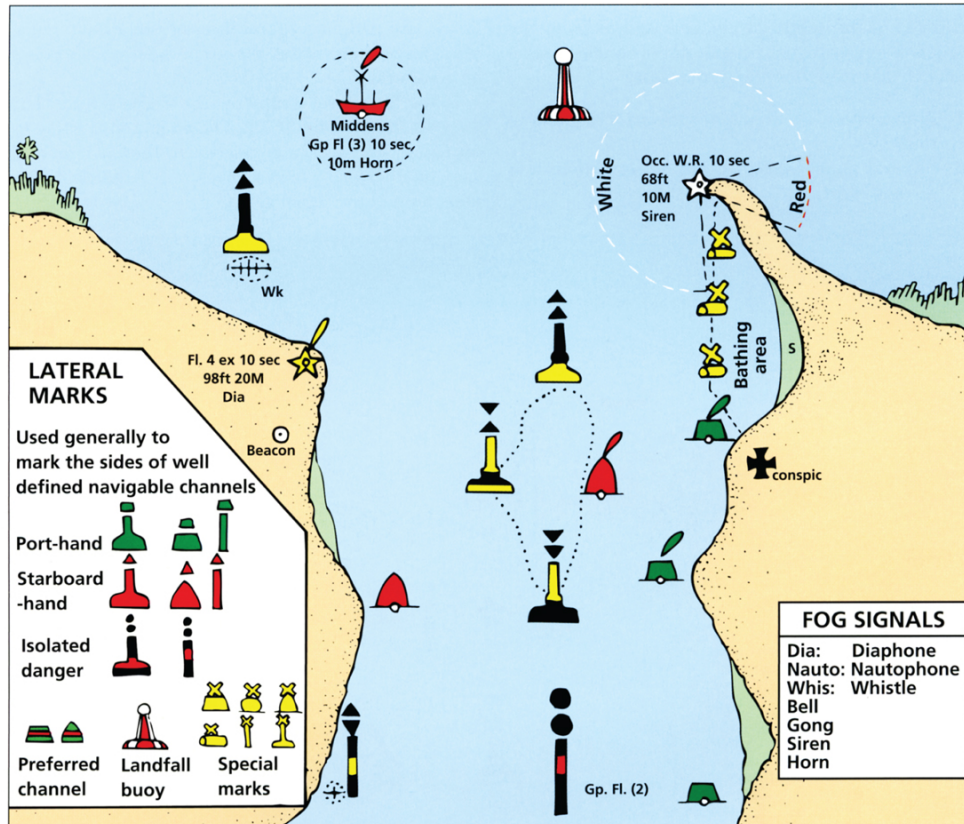 Middens
Gp Fl (3) 10 sec
10m Horn
White
Occ. W.R. 10 sec
68ft
10M
Siren
Red
Wk
Bathing
area
S
Fl. 4 ex 10 sec
98ft 20M
Dia
Beacon
conspic
LATERAL
MARKS
Used generally to
mark the sides of well
defined navigable channels
Port-hand
Starboard
-hand
Isolated
danger
Preferred
channel
Landfall
buoy
Special
marks
Gp. Fl. (2)
FOG SIGNALS
Dia: Diaphone
Nauto: Nautophone
Whis: Whistle
Bell
Gong
Siren
Horn